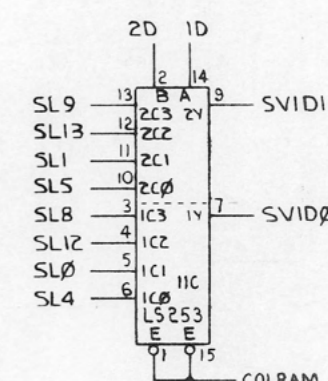 2D 1D
2 14
B A
SL9 13 2C3 2Y 9 SVID1
SL13 12 2C2
SL1 11 2C1
SL5 10 2CØ
SL8 3 1C3 1Y 7 SVIDØ
SL12 4 1C2
SLØ 5 1C1
SL4 6 1CØ 11C
LS253
E E
1 15
COLRAM